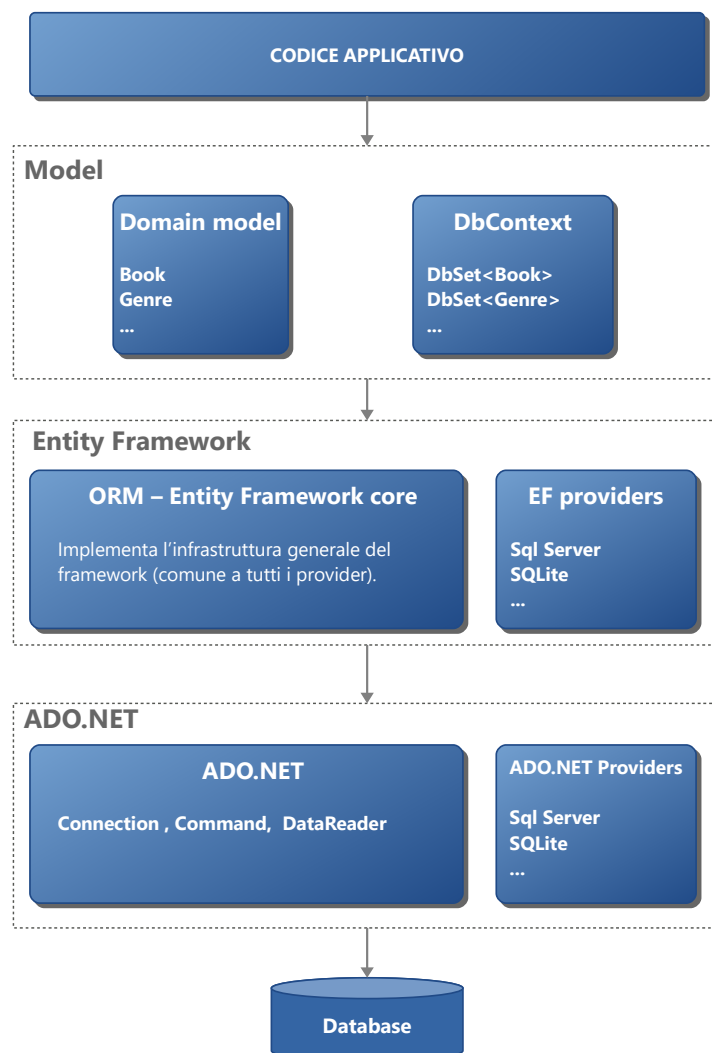 CODICE APPLICATIVO
Model
Domain model
Book
Genre
...
DbContext
DbSet<Book>
DbSet<Genre>
...
Entity Framework
ORM – Entity Framework core
Implementa l’infrastruttura generale del
framework (comune a tutti i provider).
EF providers
Sql Server
SQLite
...
ADO.NET
ADO.NET
Connection , Command,  DataReader
ADO.NET Providers
Sql Server
SQLite
...
Database